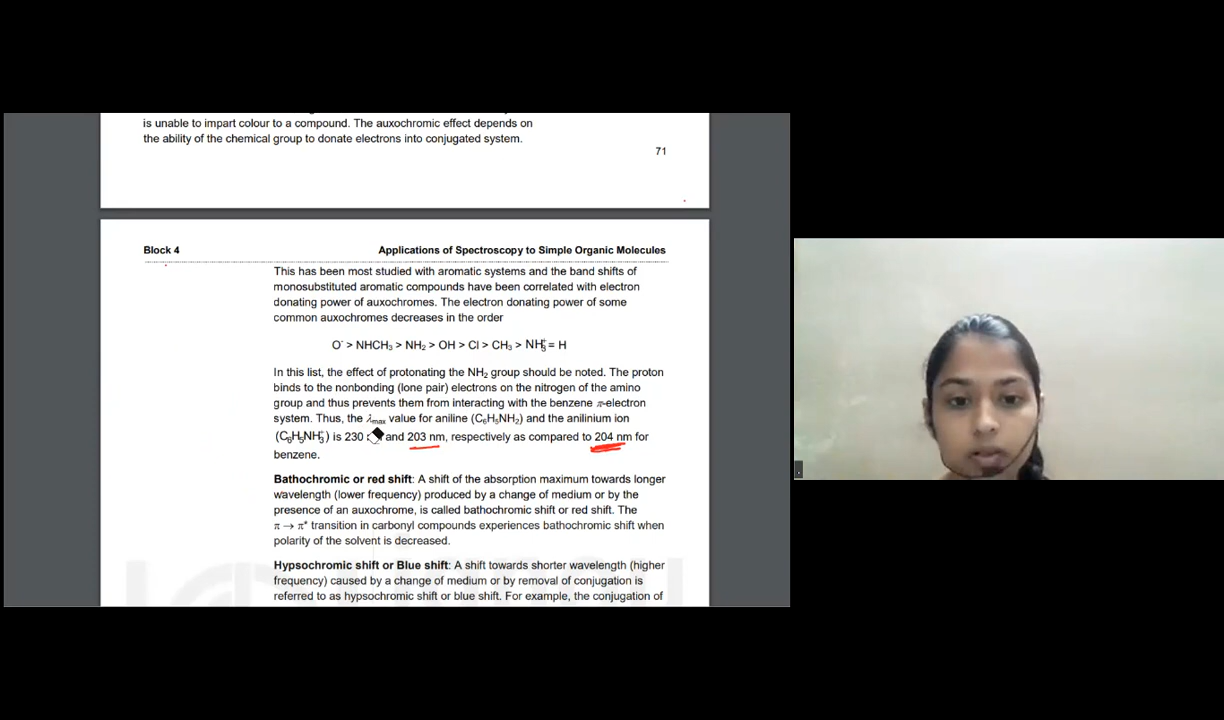 is unable to impart colour to a compound. The auxochromic effect depends on
the ability of the chemical group to donate electrons into conjugated system.
71
Block 4 Applications of Spectroscopy to Simple Organic Molecules
This has been most studied with aromatic systems and the band shifts of
monosubstituted aromatic compounds have been correlated with electron
donating power of auxochromes. The electron donating power of some
common auxochromes decreases in the order
O⁻ > NHCH₃ > NH₂ > OH > Cl > CH₃ > NH₃⁺ = H
In this list, the effect of protonating the NH₂ group should be noted. The proton
binds to the nonbonding (lone pair) electrons on the nitrogen of the amino
group and thus prevents them from interacting with the benzene π-electron
system. Thus, the λmax value for aniline (C₆H₅NH₂) and the anilinium ion
(C₆H₅NH₃⁺) is 230 and 203 nm, respectively as compared to 204 nm for
benzene.
Bathochromic or red shift: A shift of the absorption maximum towards longer
wavelength (lower frequency) produced by a change of medium or by the
presence of an auxochrome, is called bathochromic shift or red shift. The
π → π* transition in carbonyl compounds experiences bathochromic shift when
polarity of the solvent is decreased.
Hypsochromic shift or Blue shift: A shift towards shorter wavelength (higher
frequency) caused by a change of medium or by removal of conjugation is
referred to as hypsochromic shift or blue shift. For example, the conjugation of